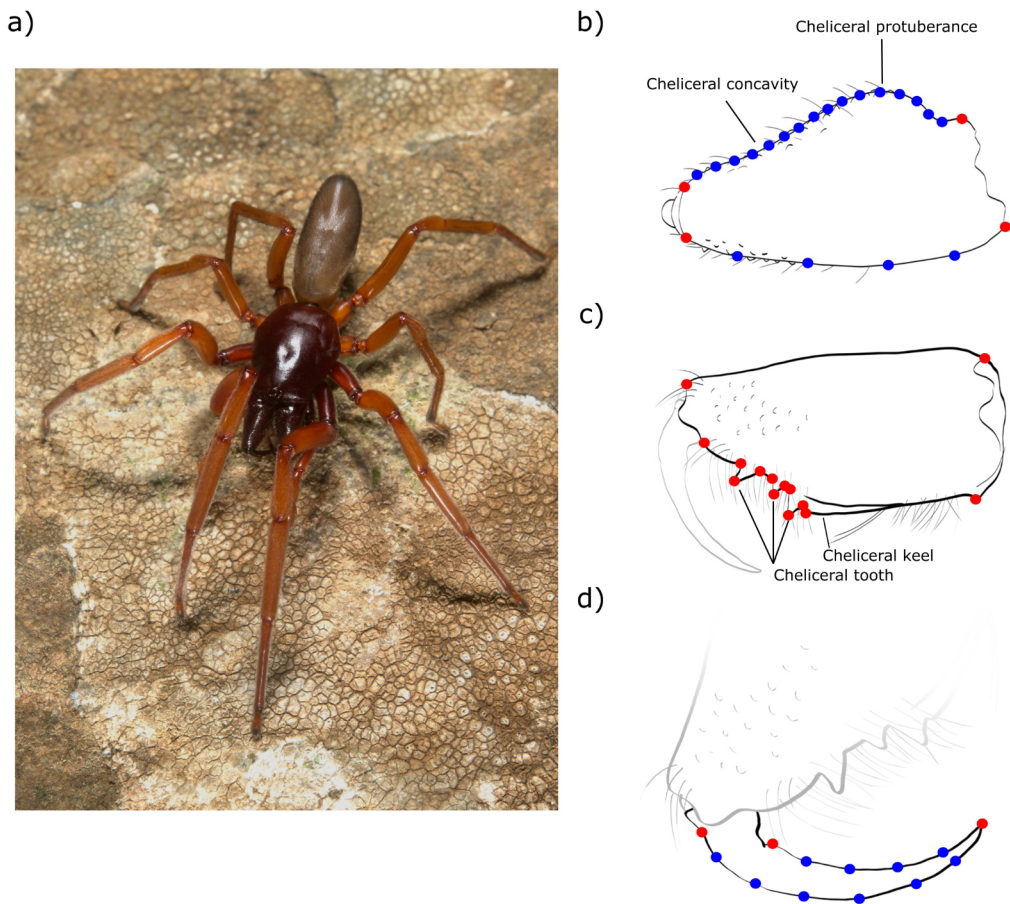 a)
b)
Cheliceral protuberance
Cheliceral concavity
c)
Cheliceral keel
Cheliceral tooth
d)